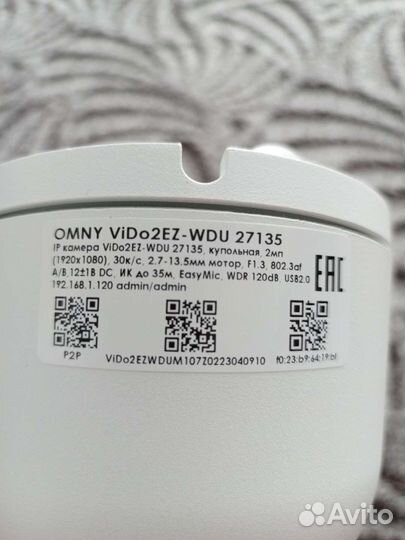 OMNY ViDo2EZ-WDU 27135
IP камера ViDo2EZ-WDU 27135, купольная, 2мп
(1920x1080), 30к/с, 2.7-13.5мм мотор, F1.3, 802.3af
A/B,12±1В DC, ИК до 35м, EasyMic, WDR 120dB, USB2.0
192.168.1.120 admin/admin
EAC
P2P
ViDo2EZWDUM107Z0223040910
f0:23:b9:64:19:bf
Avito